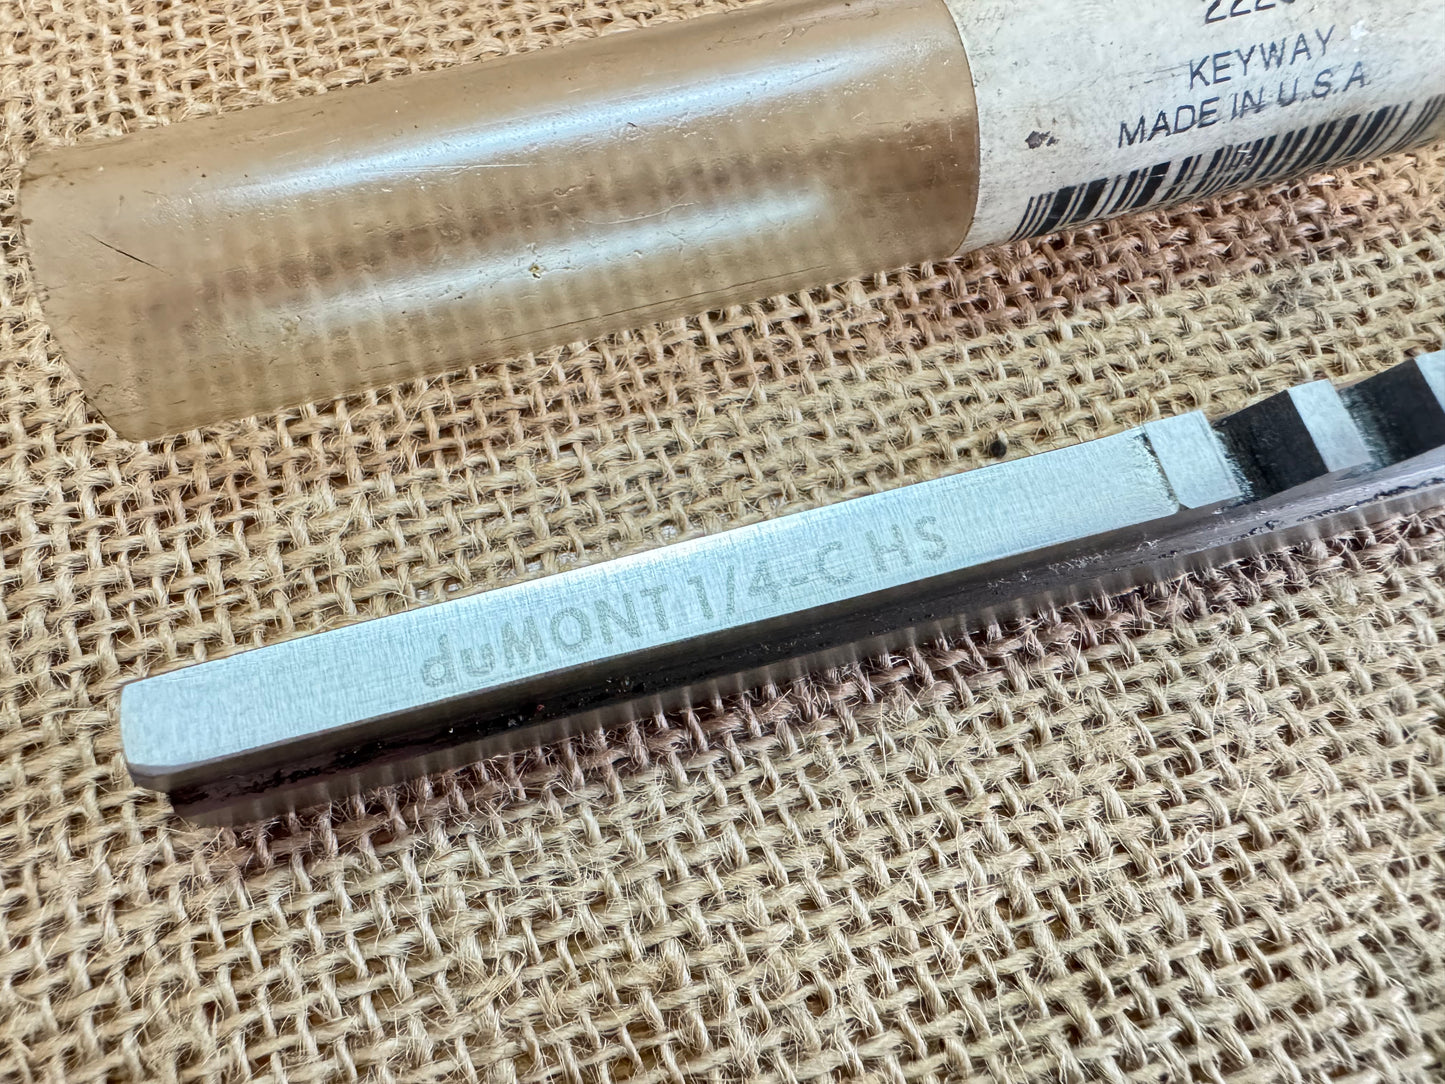 KEYWAY
MADE IN U.S.A.
duMONT 1/4-C HS